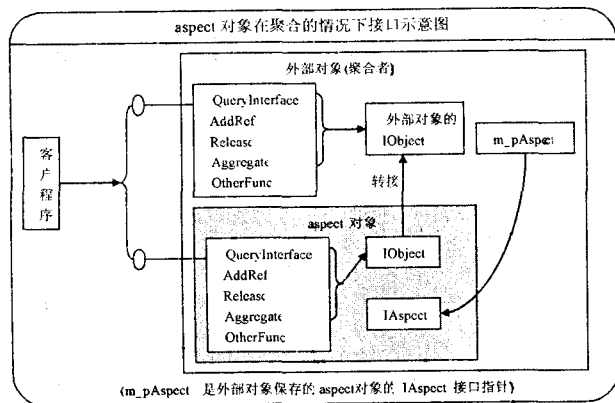 aspect 对象在聚合的情况下接口示意图
外部对象(聚合者)
QueryInterface
AddRef
Release
Aggregate
OtherFunc
外部对象的
IObject
m_pAspect
客户程序
转接
aspect 对象
QueryInterface
AddRef
Release
Aggregate
OtherFunc
IObject
IAspect
(m_pAspect 是外部对象保存的 aspect对象的 IAspect 接口指针)